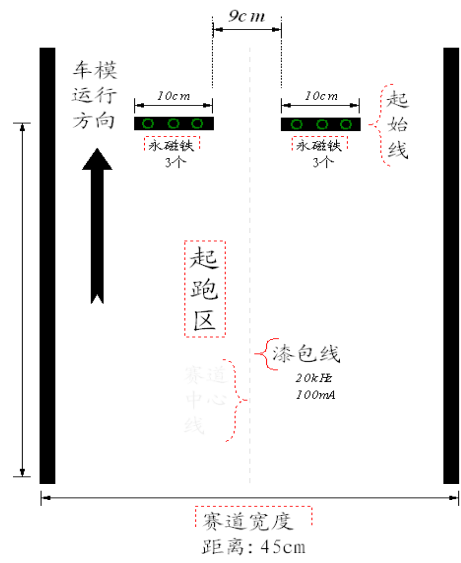 9cm
车模
运行
方向
10cm
10cm
起
始
线
永磁铁
3个
永磁铁
3个
起
跑
区
漆包线
20kHz
100mA
赛道
中心
线
赛道宽度
距离:45cm